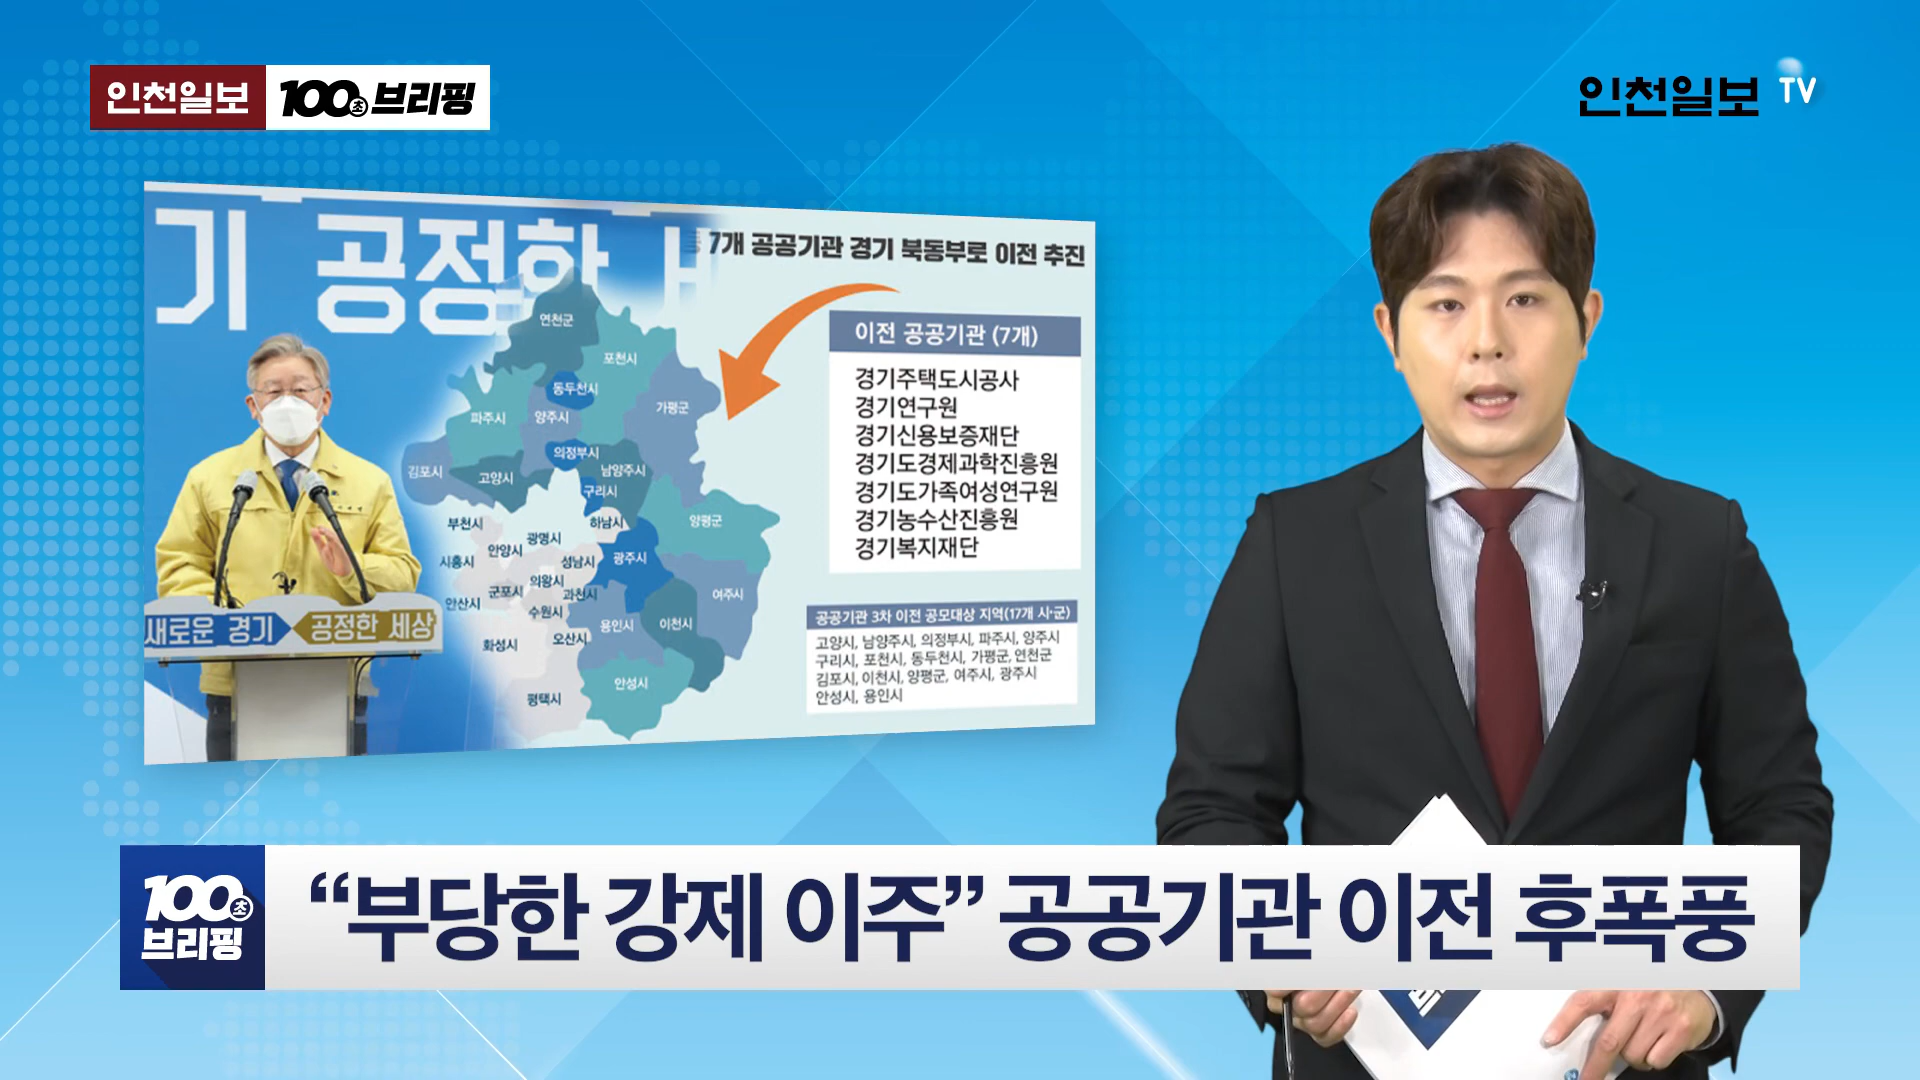 인천일보 100초 브리핑
인천일보 TV
기 공정한 세
7개 공공기관 경기 북동부로 이전 추진
이전 공공기관 (7개)
경기주택도시공사
경기연구원
경기신용보증재단
경기도경제과학진흥원
경기도가족여성연구원
경기농수산진흥원
경기복지재단
연천군
포천시
동두천시
가평군
파주시
양주시
의정부시
김포시
고양시
남양주시
구리시
부천시
하남시
양평군
광명시
안양시
시흥시
성남시
광주시
의왕시
군포시
과천시
안산시
수원시
여주시
용인시
이천시
화성시
오산시
안성시
평택시
새로운 경기 공정한 세상
공공기관 3차 이전 공모대상 지역(17개 시·군)
고양시, 남양주시, 의정부시, 파주시, 양주시
구리시, 포천시, 동두천시, 가평군, 연천군
김포시, 이천시, 양평군, 여주시, 광주시
안성시, 용인시
100초
브리핑
“부당한 강제 이주” 공공기관 이전 후폭풍